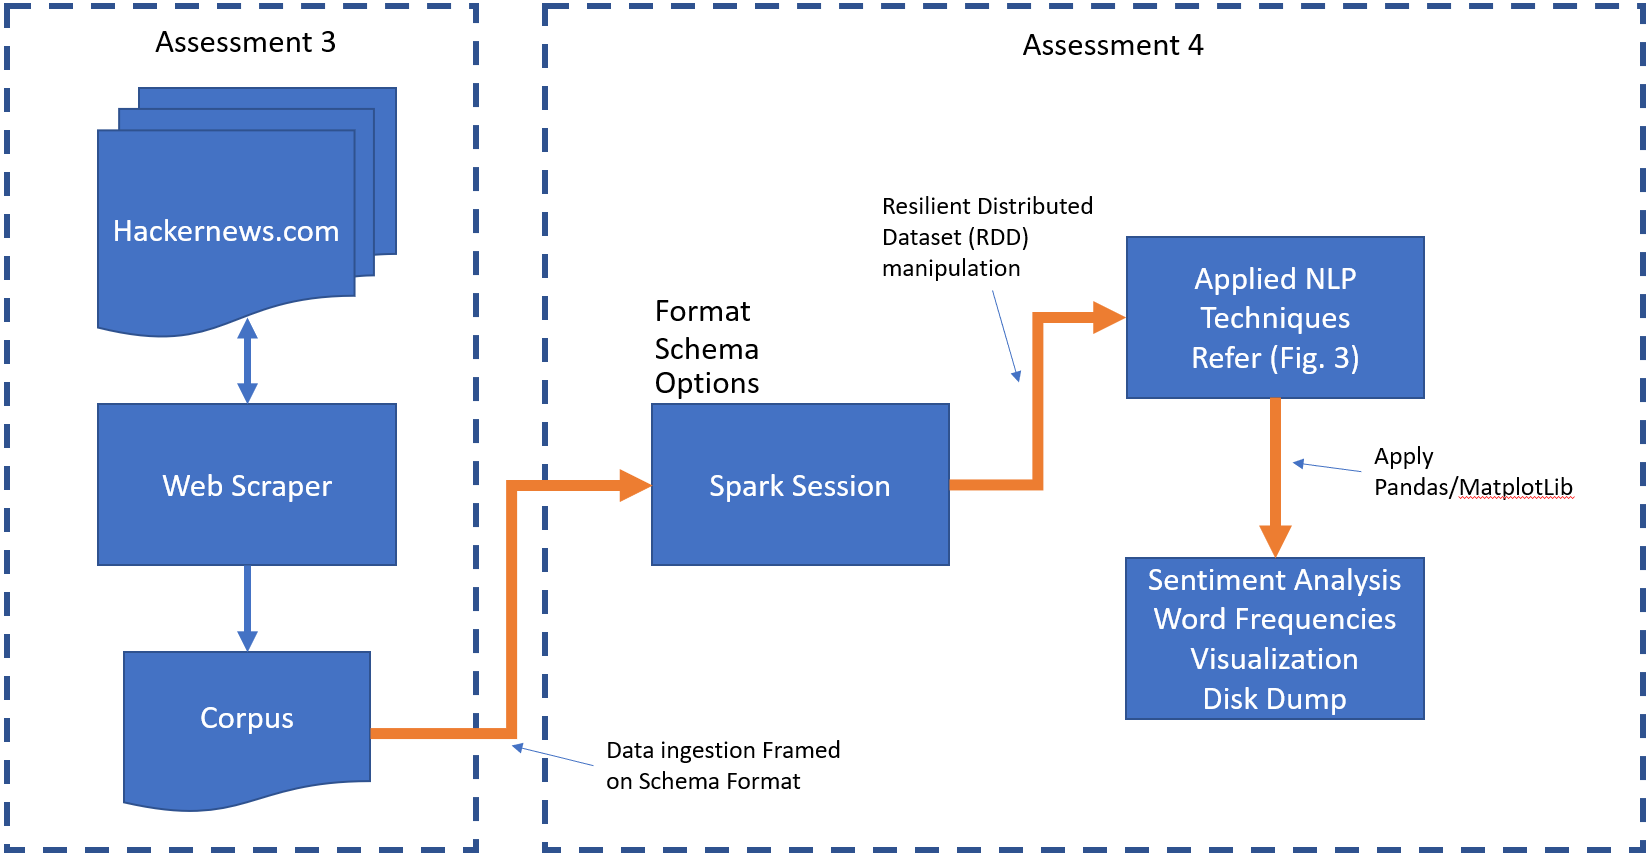 Assessment 3
Hackernews.com
Web Scraper
Corpus
Assessment 4
Data ingestion Framed
on Schema Format
Format
Schema
Options
Spark Session
Resilient Distributed
Dataset (RDD)
manipulation
Applied NLP
Techniques
Refer (Fig. 3)
Apply
Pandas/MatplotLib
Sentiment Analysis
Word Frequencies
Visualization
Disk Dump